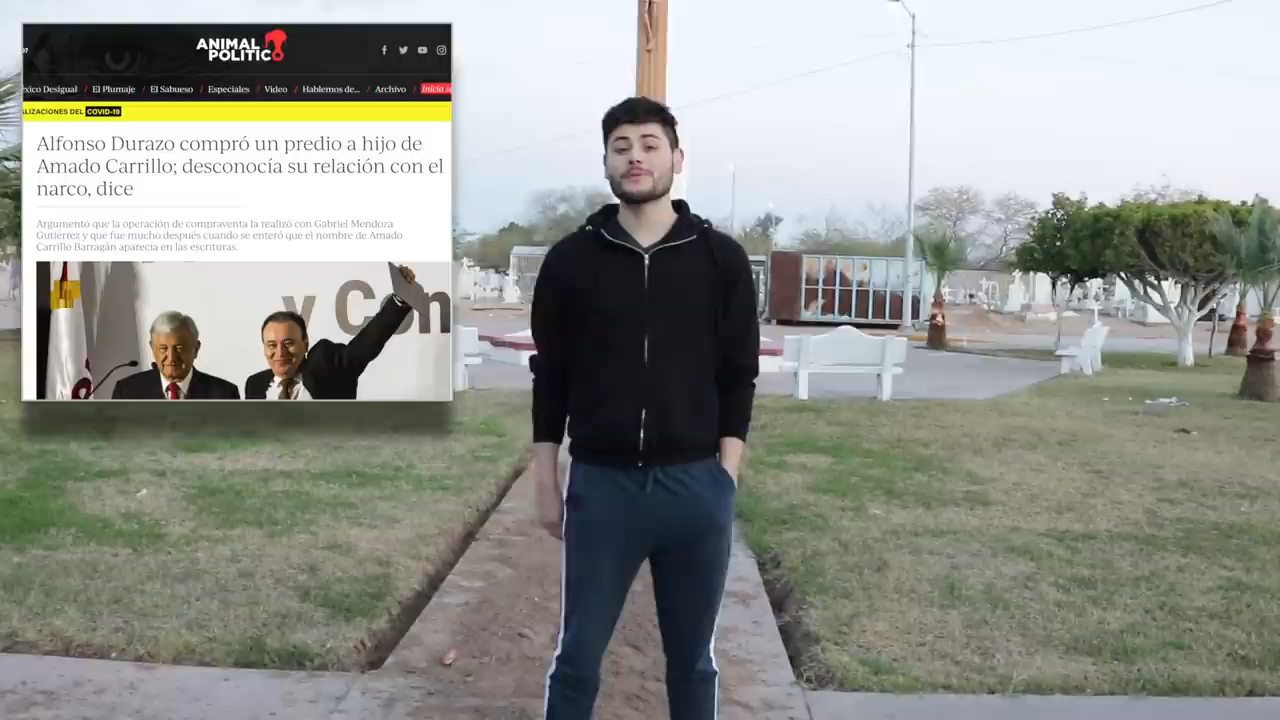 ANIMAL
POLÍTICO
xico Desigual / El Plumaje / El Sabueso / Especiales / Video / Hablemos de... / Archivo / Inicia s
LIZACIONES DEL COVID-19
Alfonso Durazo compró un predio a hijo de
Amado Carrillo; desconocía su relación con el
narco, dice
Argumentó que la operación de compraventa la realizó con Gabriel Mendoza
Gutiérrez y que fue mucho después cuando se enteró que el nombre de Amado
Carrillo Barragán aparecía en las escrituras.
y Con